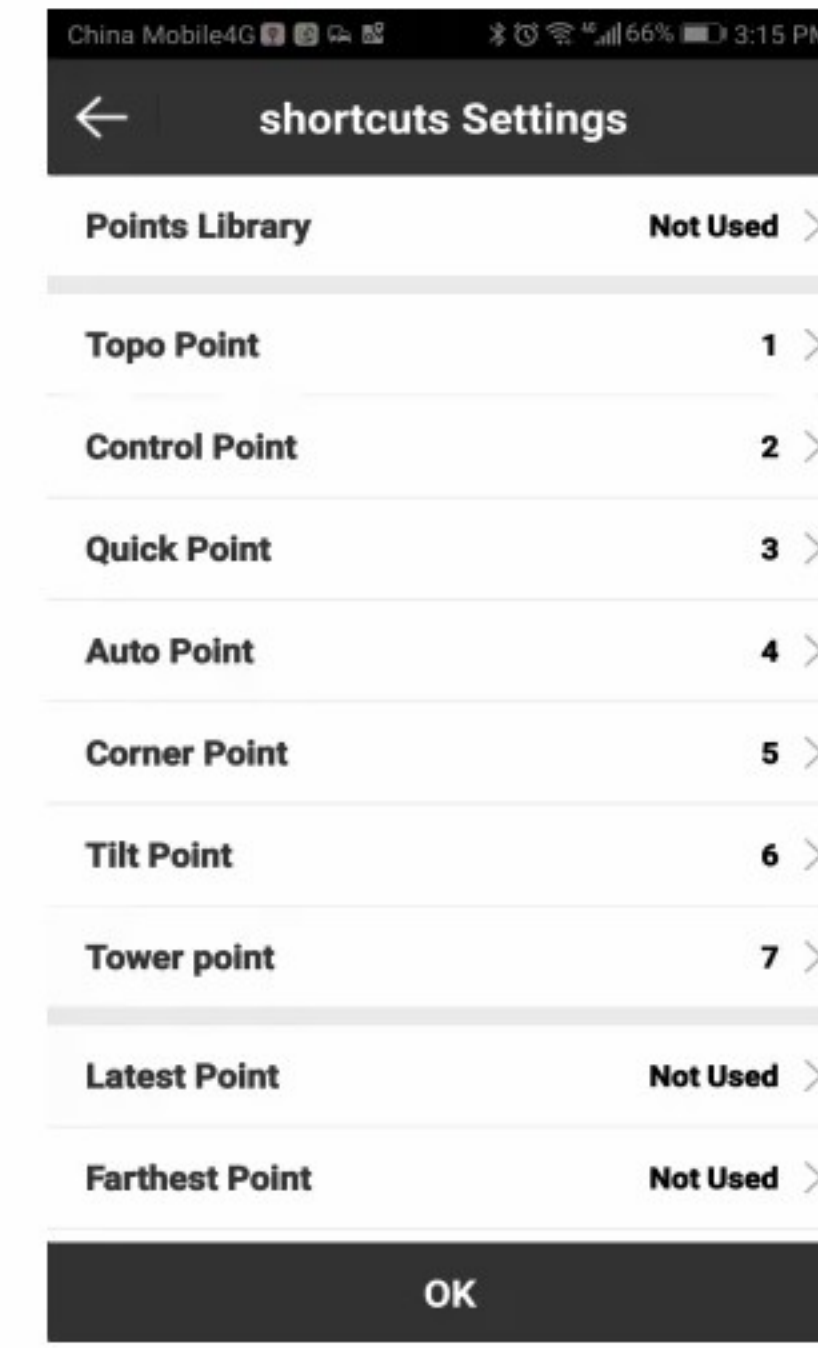 China Mobile4G 66% 3:15 PM
shortcuts Settings
Points Library Not Used
Topo Point 1
Control Point 2
Quick Point 3
Auto Point 4
Corner Point 5
Tilt Point 6
Tower point 7
Latest Point Not Used
Farthest Point Not Used
OK